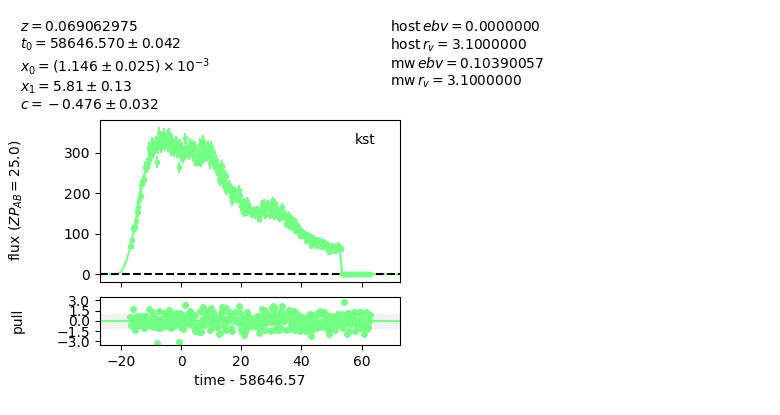 z = 0.069062975
t₀ = 58646.570 ± 0.042
x₀ = (1.146 ± 0.025) × 10⁻³
x₁ = 5.81 ± 0.13
c = −0.476 ± 0.032
host ebv = 0.0000000
host r_v = 3.1000000
mw ebv = 0.10390057
mw r_v = 3.1000000
kst
flux (ZP_AB = 25.0)
300
200
100
0
pull
3.0
1.5
0.0
−1.5
−3.0
−20 0 20 40 60
time - 58646.57